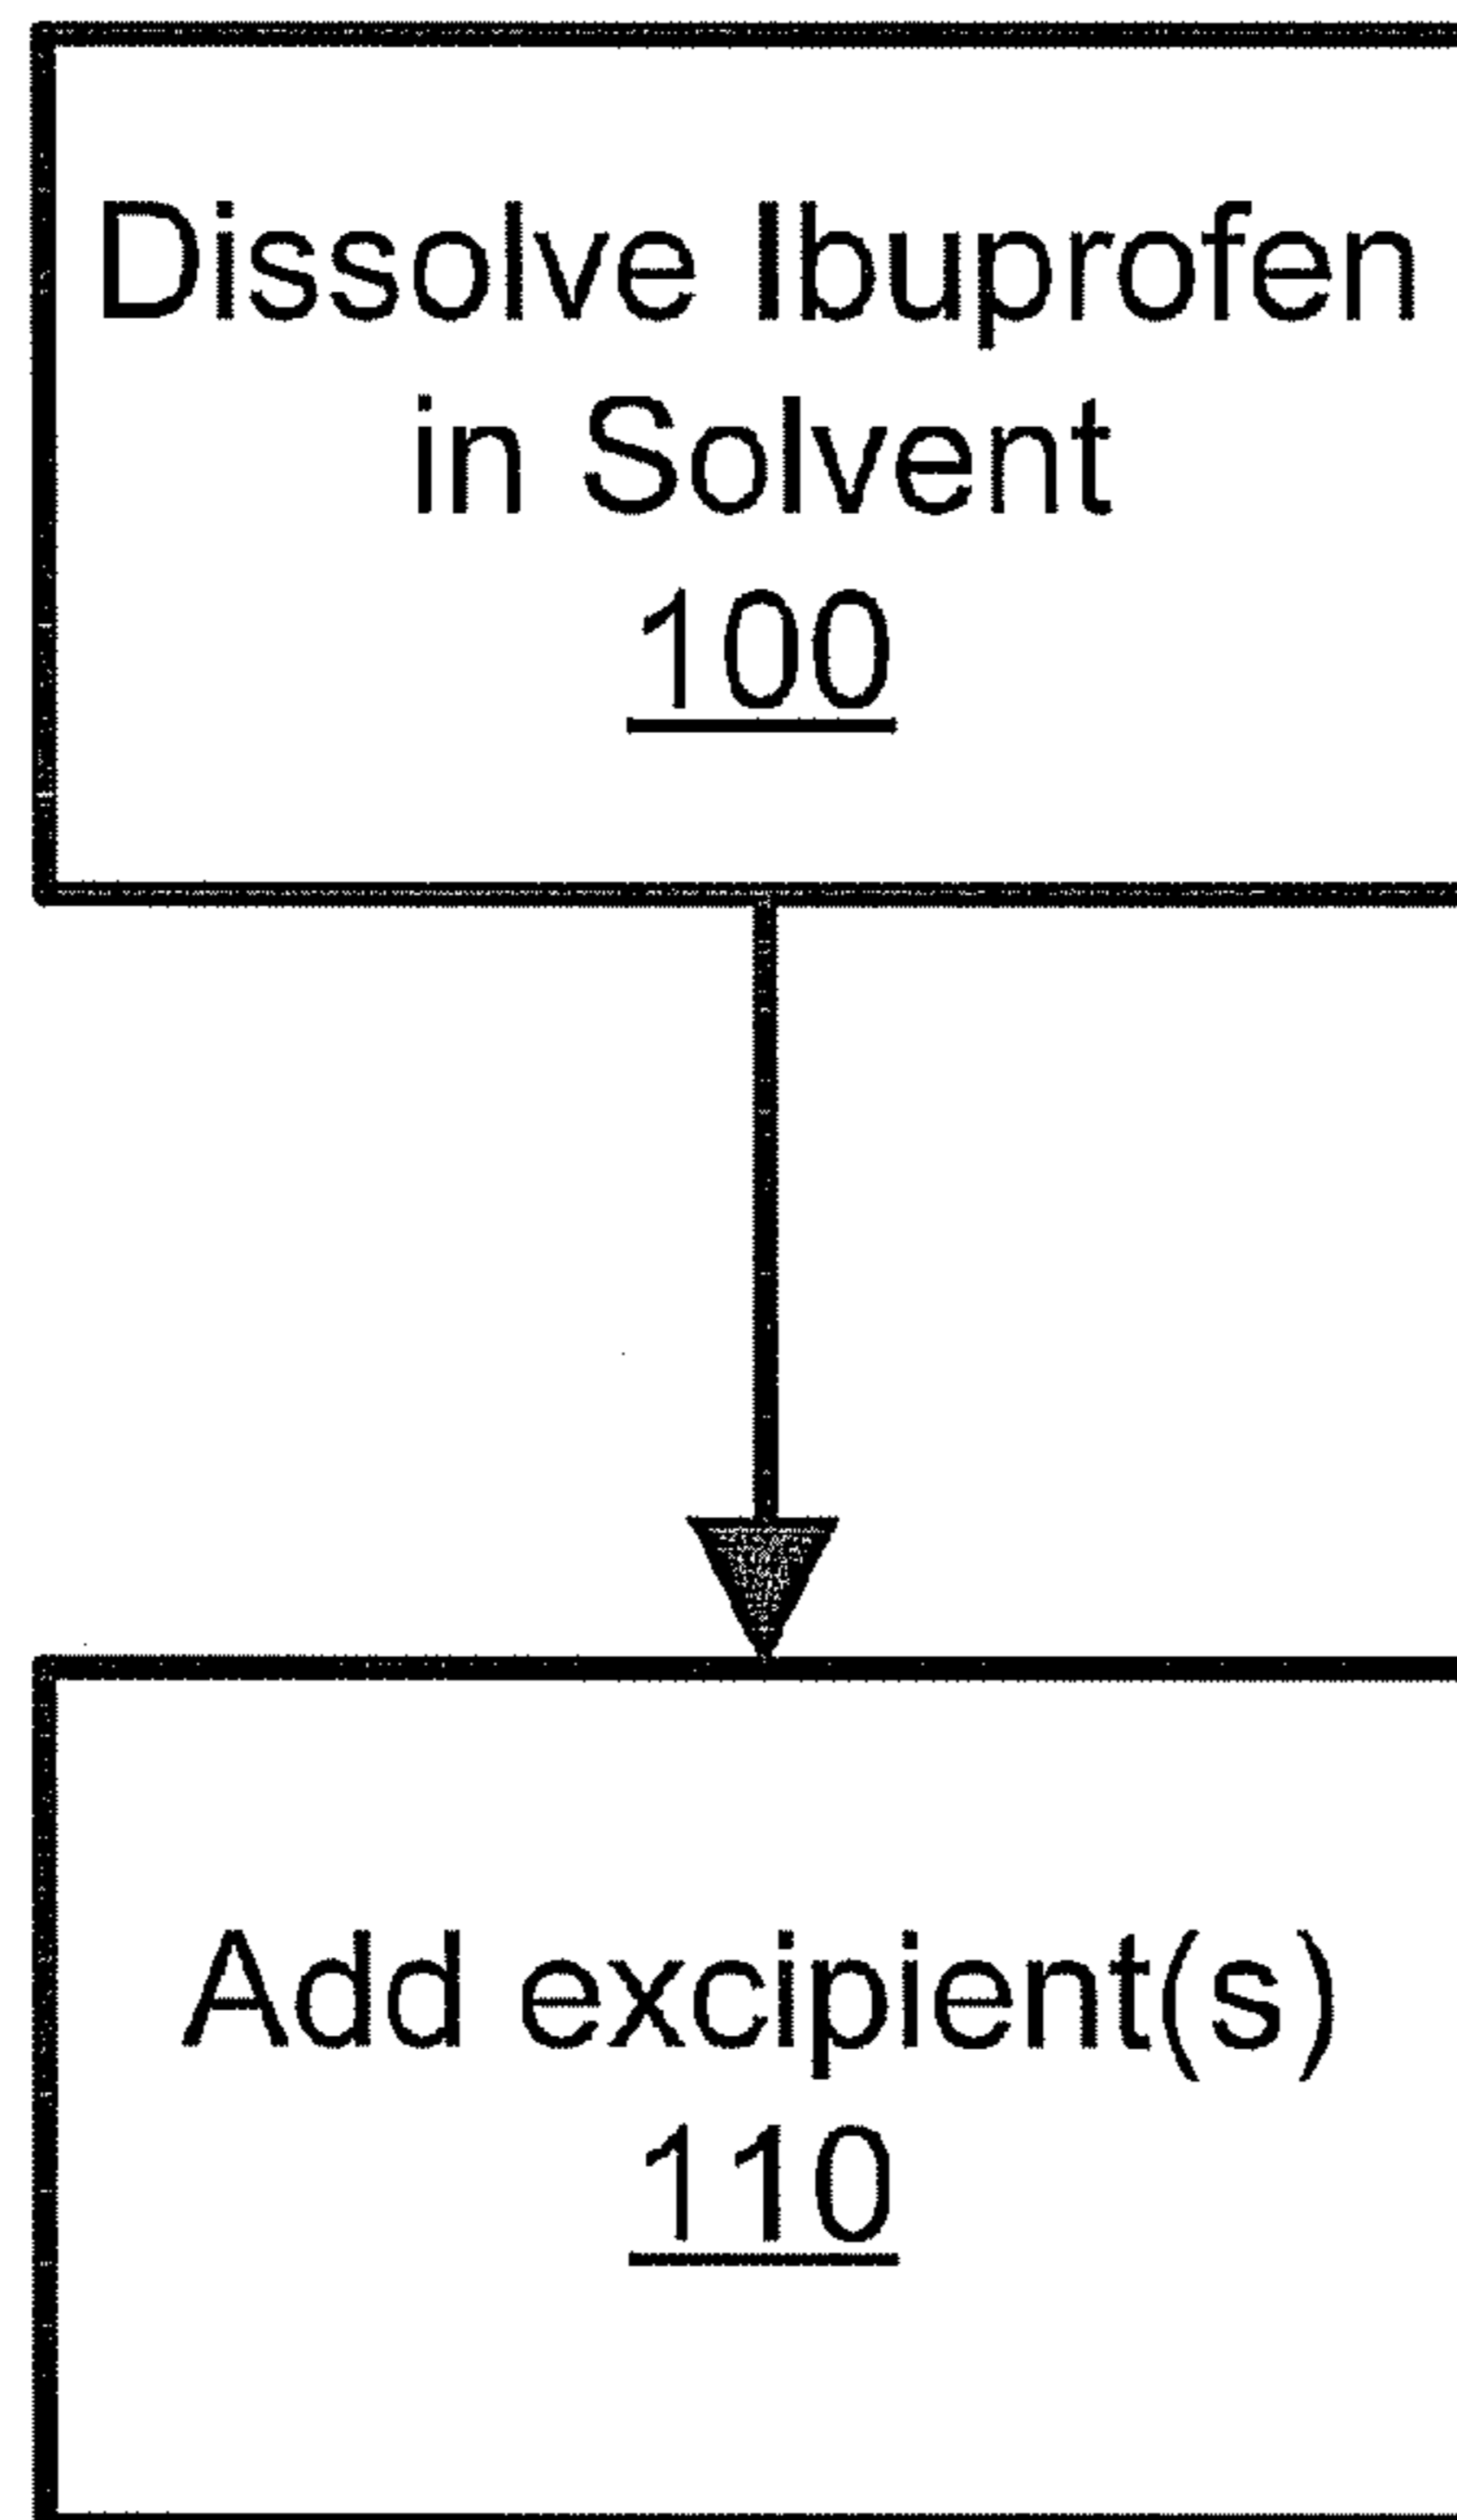 Dissolve Ibuprofen
in Solvent
100
Add excipient(s)
110